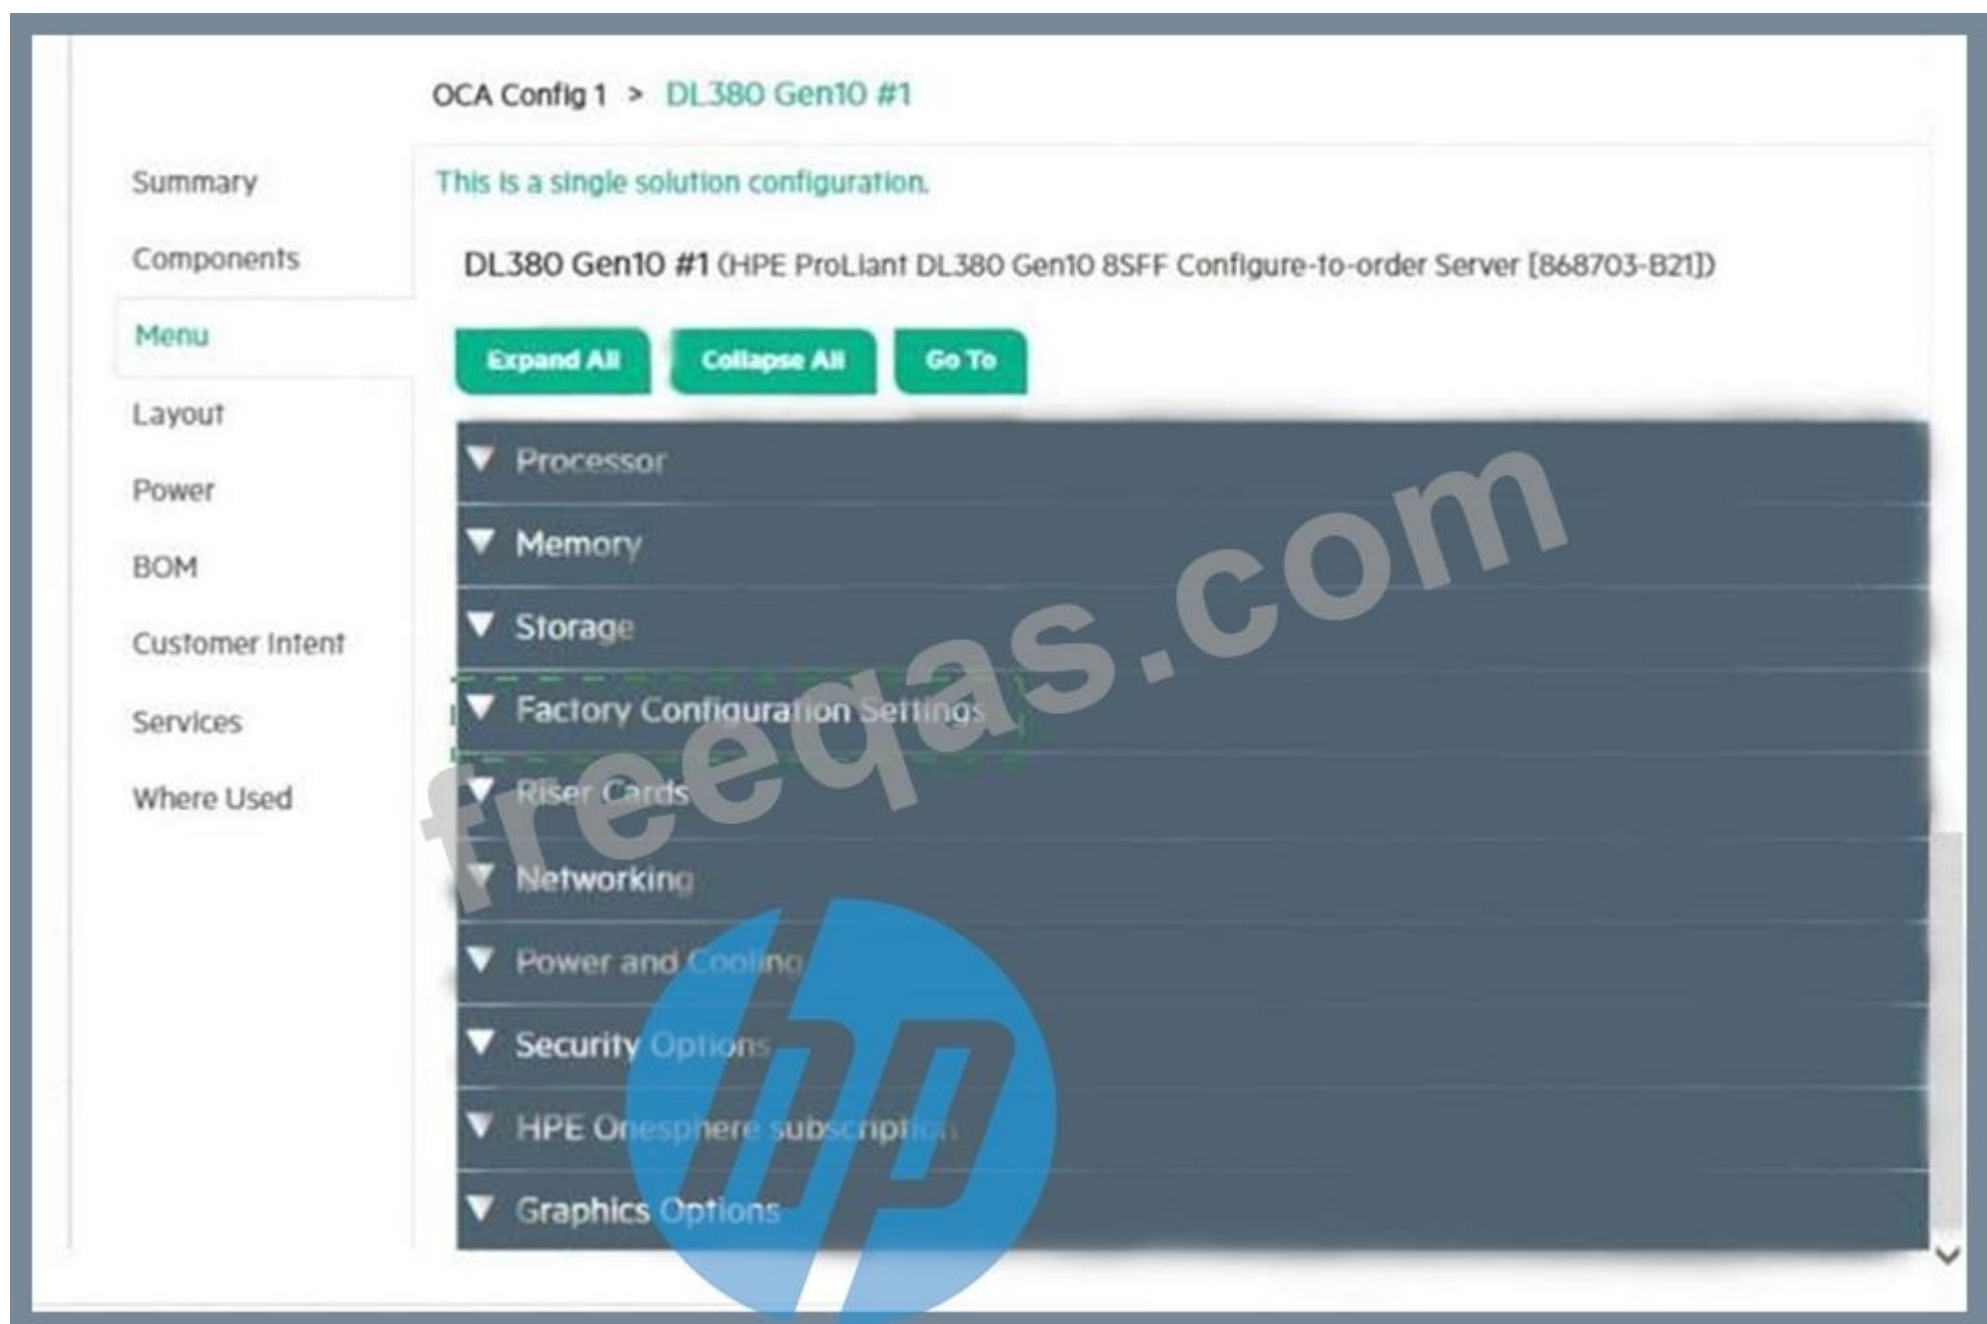 OCA Config 1 > DL380 Gen10 #1
Summary
Components
Menu
Layout
Power
BOM
Customer Intent
Services
Where Used
This is a single solution configuration.
DL380 Gen10 #1 (HPE ProLiant DL380 Gen10 8SFF Configure-to-order Server [868703-B21])
Expand All
Collapse All
Go To
Processor
Memory
Storage
Factory Configuration Settings
Riser Cards
Networking
Power and Cooling
Security Options
HPE Onesphere subscription
Graphics Options
freeqas.com
hp